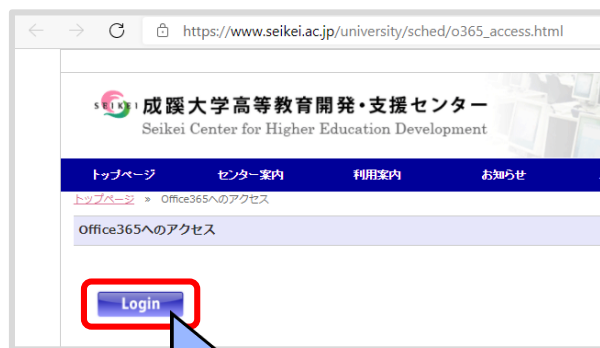 https://www.seikei.ac.jp/university/sched/o365_access.html
SEIKEI 成蹊大学高等教育開発・支援センター
Seikei Center for Higher Education Development
トップページ センター案内 利用案内 お知らせ
トップページ » Office365へのアクセス
Office365へのアクセス
Login